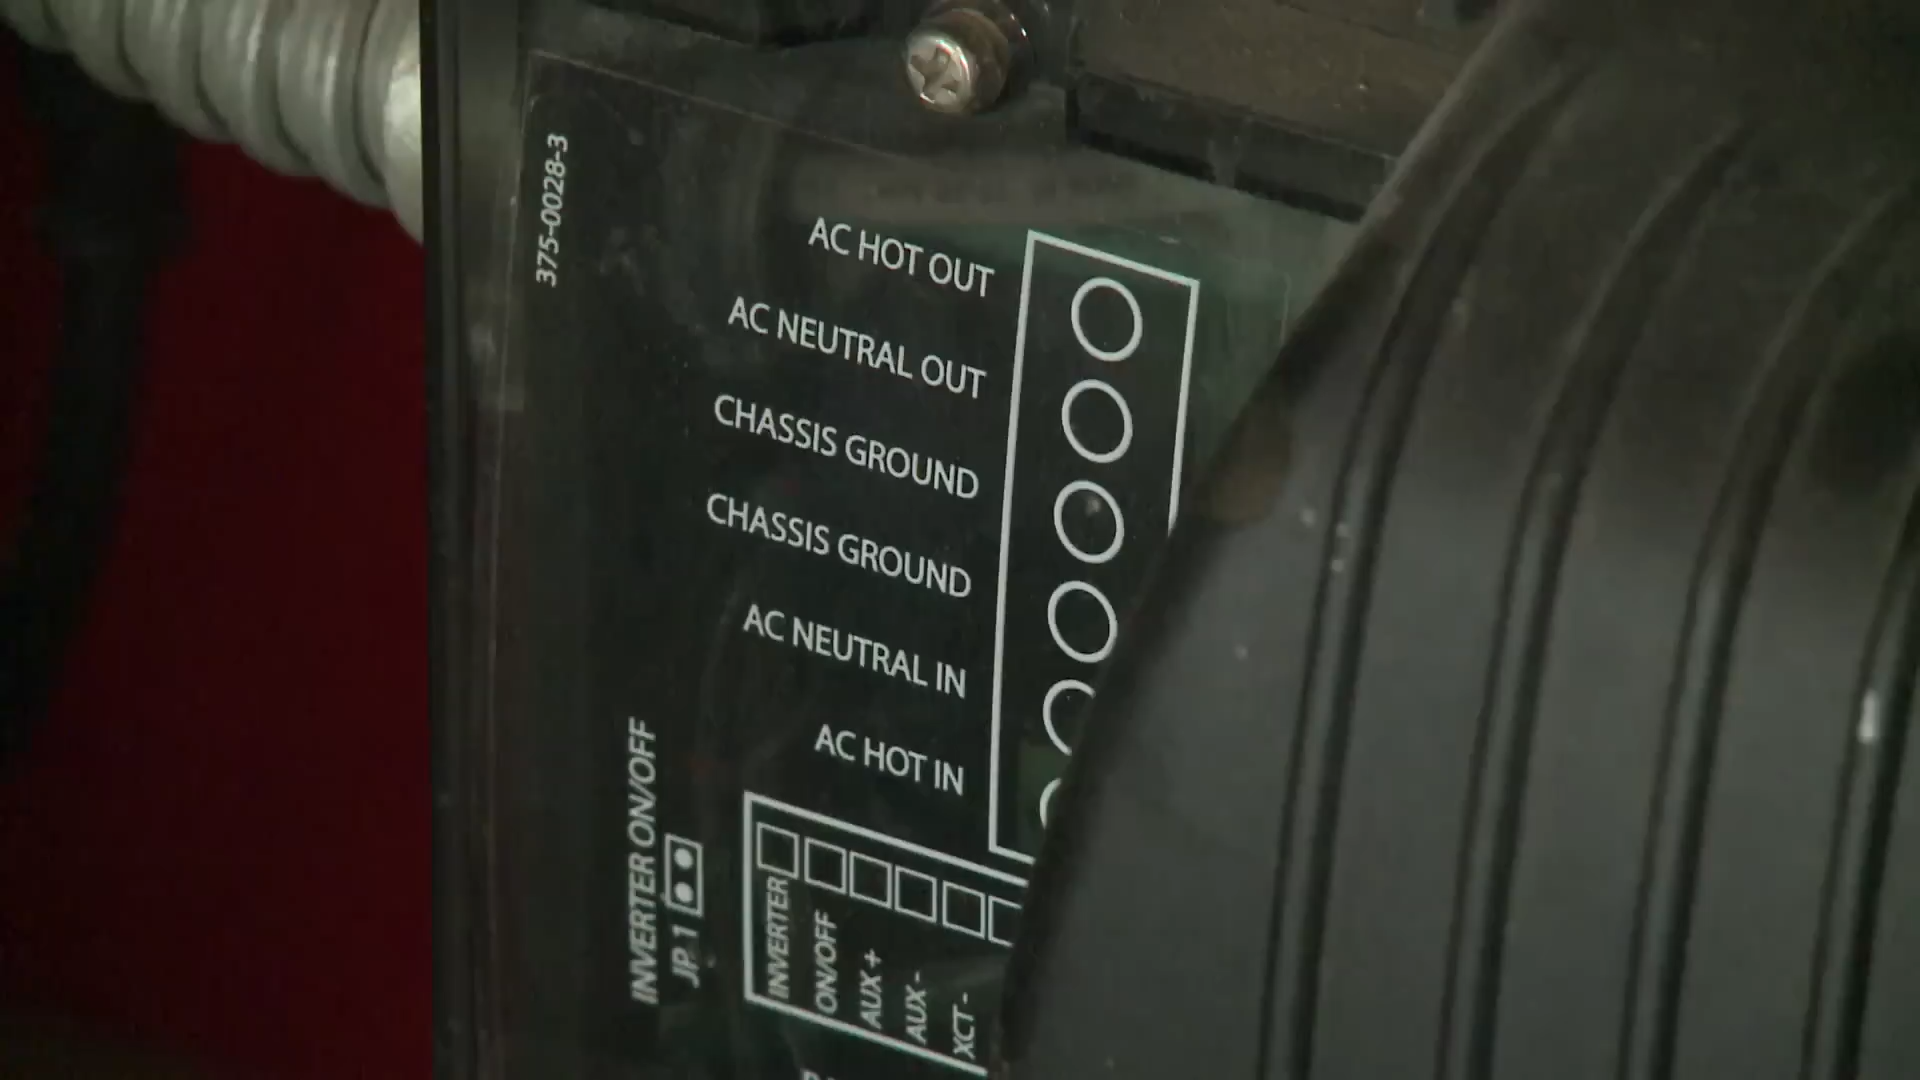 375-0028-3
AC HOT OUT
AC NEUTRAL OUT
CHASSIS GROUND
CHASSIS GROUND
AC NEUTRAL IN
AC HOT IN
INVERTER ON/OFF
JP 1
INVERTER
ON/OFF
AUX +
AUX -
XCT -